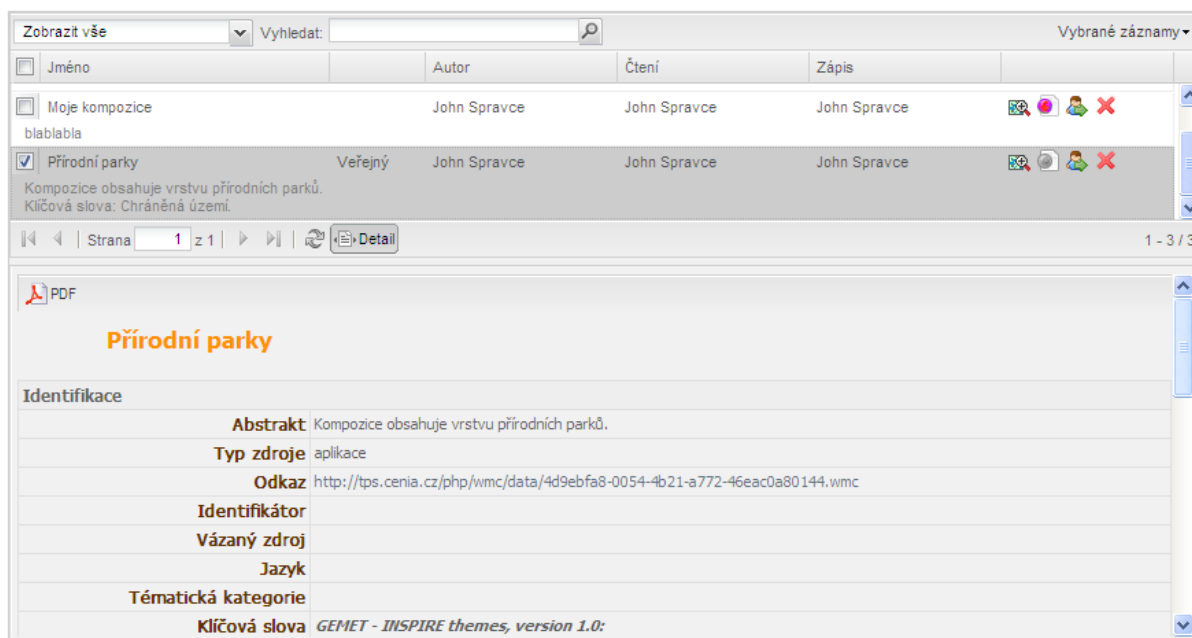 Zobrazit vše Vyhledat: Vybrané záznamy
Jméno Autor Čtení Zápis
Moje kompozice John Spravce John Spravce John Spravce
blablabla
Přírodní parky Veřejný John Spravce John Spravce John Spravce
Kompozice obsahuje vrstvu přírodních parků.
Klíčová slova: Chráněná území.
Strana 1 z 1 Detail 1 - 3 / 3
PDF
Přírodní parky
Identifikace
Abstrakt Kompozice obsahuje vrstvu přírodních parků.
Typ zdroje aplikace
Odkaz http://tps.cenia.cz/php/wmc/data/4d9ebfa8-0054-4b21-a772-46eac0a80144.wmc
Identifikátor
Vázaný zdroj
Jazyk
Tématická kategorie
Klíčová slova GEMET - INSPIRE themes, version 1.0: